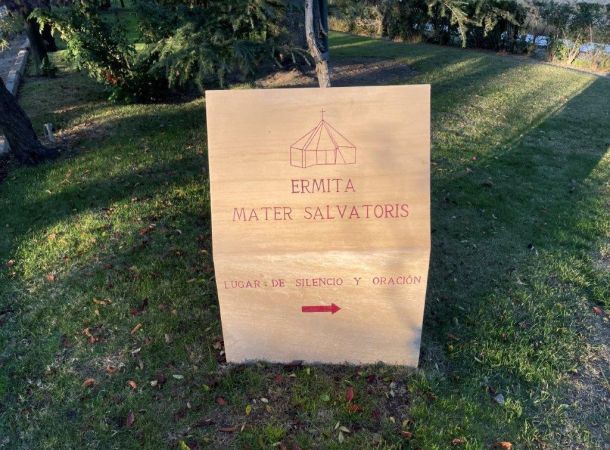 ERMITA
MATER SALVATORIS
LUGAR DE SILENCIO Y ORACIÓN